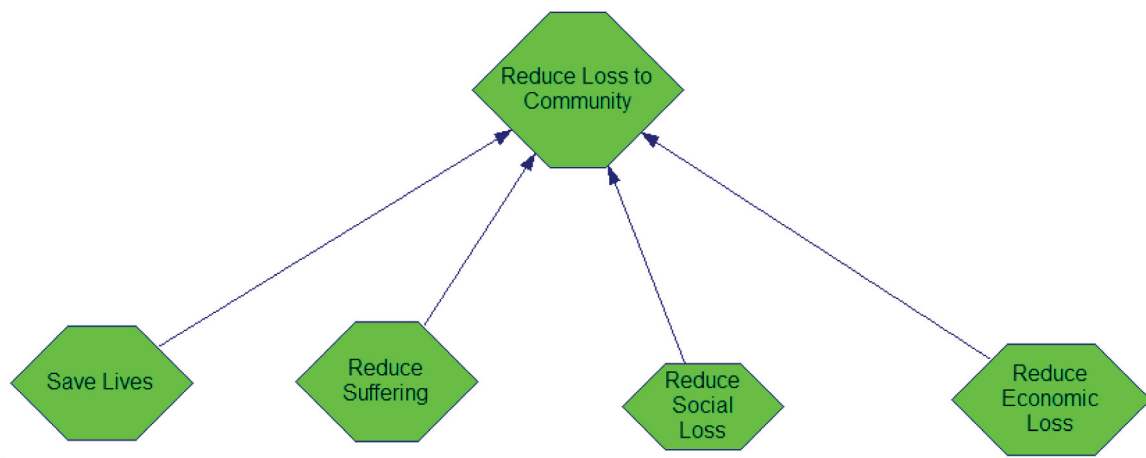 Reduce Loss to
Community
Save Lives
Reduce
Suffering
Reduce
Social
Loss
Reduce
Economic
Loss